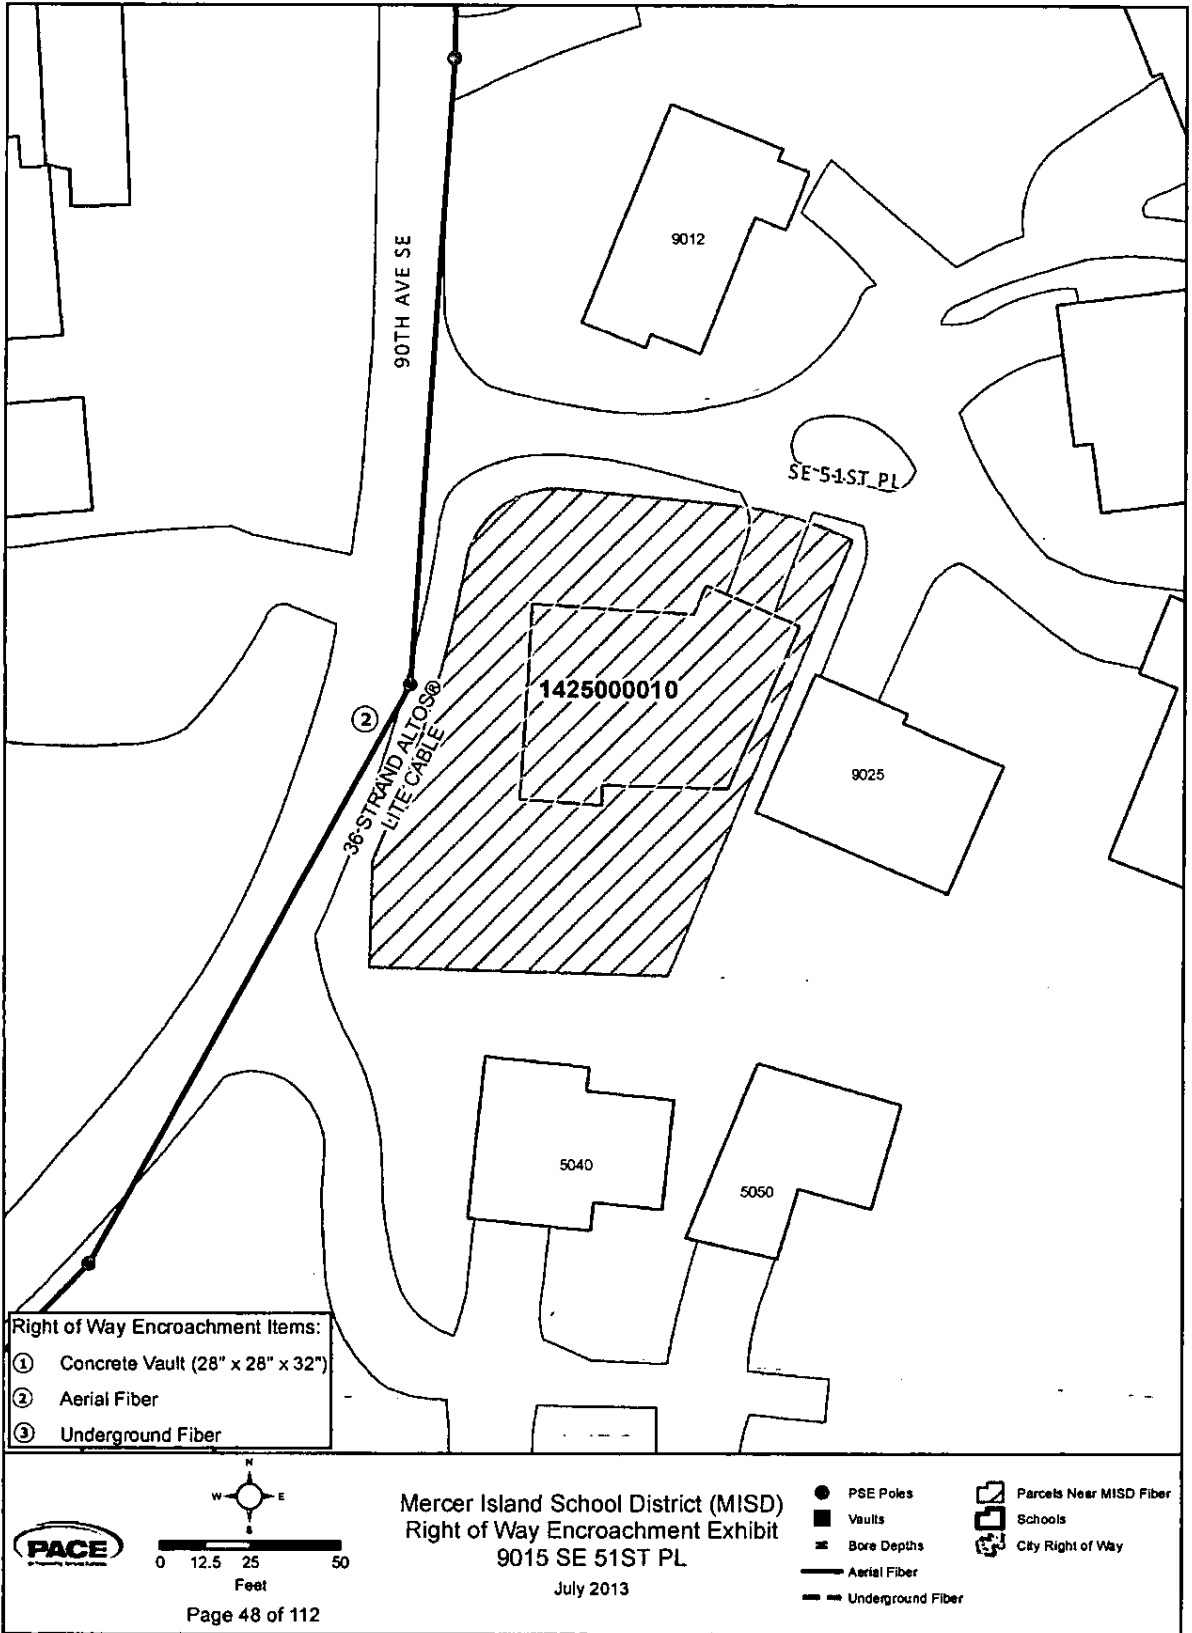 9012
90TH AVE SE
SE 51ST PL
1425000010
②
36-STRAND ALTOS®
LITE CABLE
9025
5040
5050
Right of Way Encroachment Items:
① Concrete Vault (28" x 28" x 32")
② Aerial Fiber
③ Underground Fiber
N
W E
PACE
0 12.5 25 50
Feet
Page 48 of 112
Mercer Island School District (MISD)
Right of Way Encroachment Exhibit
9015 SE 51ST PL
July 2013
PSE Poles
Vaults
Bore Depths
Aerial Fiber
Underground Fiber
Parcels Near MISD Fiber
Schools
City Right of Way